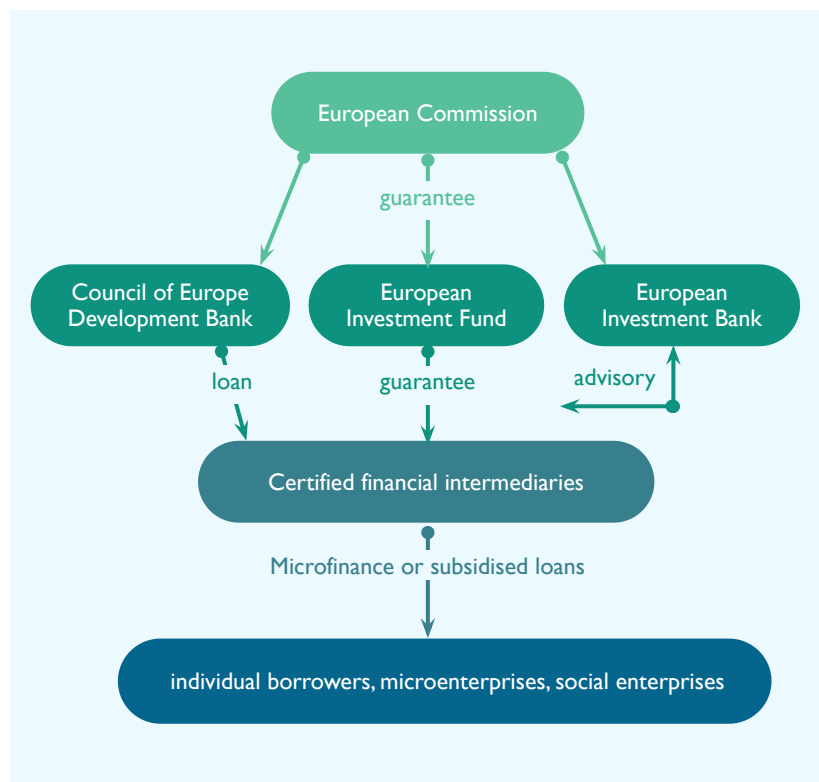 European Commission
guarantee
Council of Europe
Development Bank
European
Investment Fund
European
Investment Bank
loan
guarantee
advisory
Certified financial intermediaries
Microfinance or subsidised loans
individual borrowers, microenterprises, social enterprises